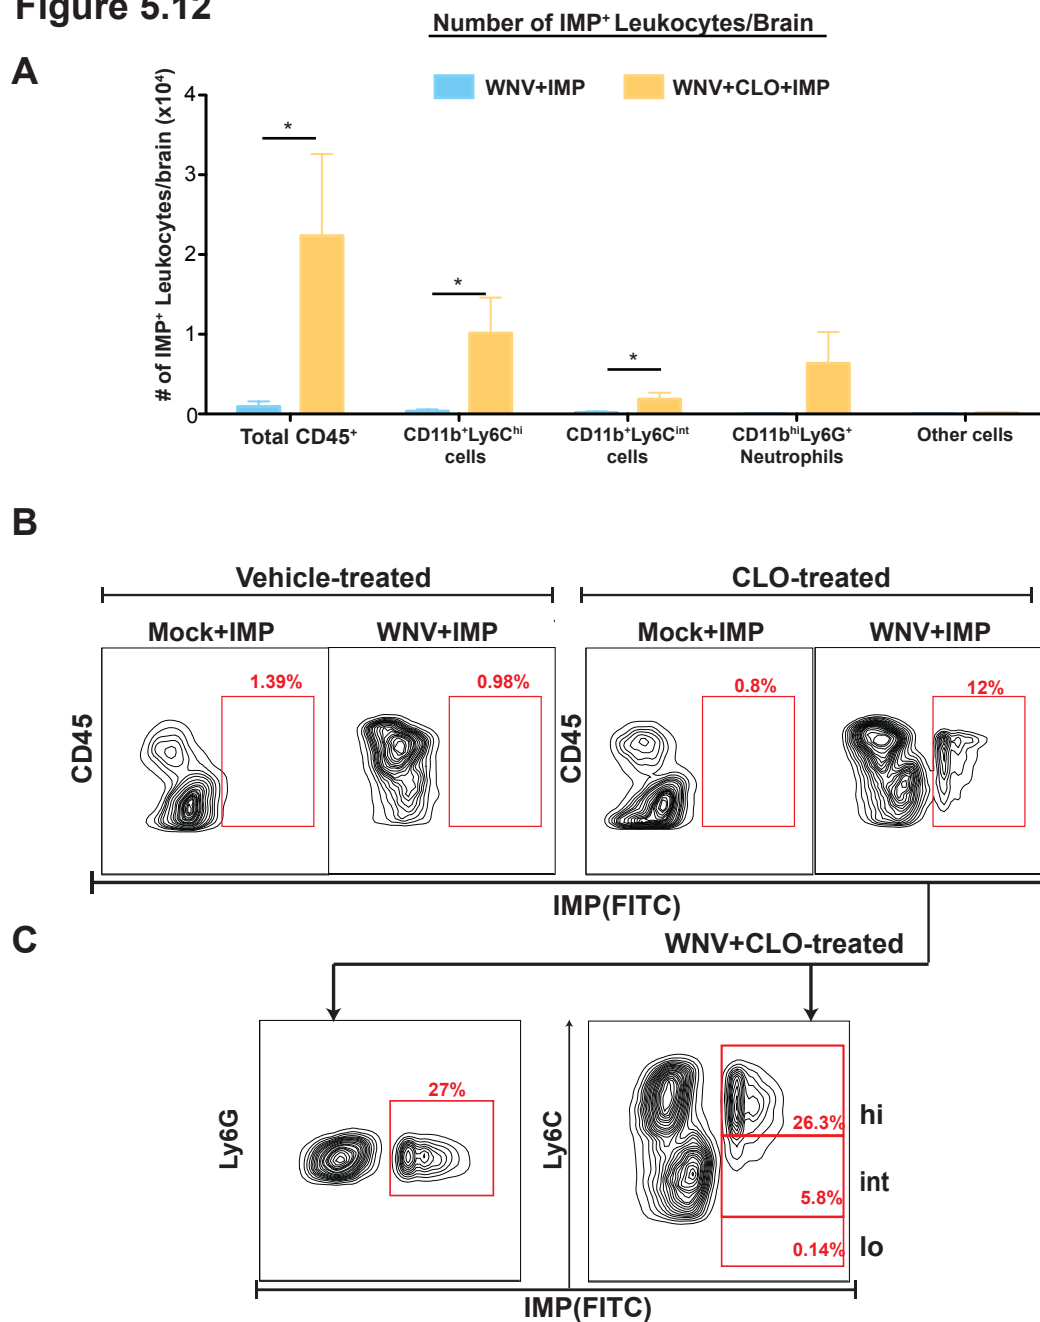 Figure 5.12
Number of IMP⁺ Leukocytes/Brain
A
WNV+IMP
WNV+CLO+IMP
# of IMP⁺ Leukocytes/brain (x10⁴)
4
3
2
1
0
*
*
*
Total CD45⁺
CD11b⁺Ly6Cʰⁱ
cells
CD11b⁺Ly6Cⁱⁿᵗ
cells
CD11bʰⁱLy6G⁺
Neutrophils
Other cells
B
Vehicle-treated
CLO-treated
Mock+IMP
WNV+IMP
Mock+IMP
WNV+IMP
1.39%
0.98%
0.8%
12%
CD45
CD45
IMP(FITC)
C
WNV+CLO-treated
Ly6G
27%
Ly6C
26.3%
hi
5.8%
int
0.14%
lo
IMP(FITC)